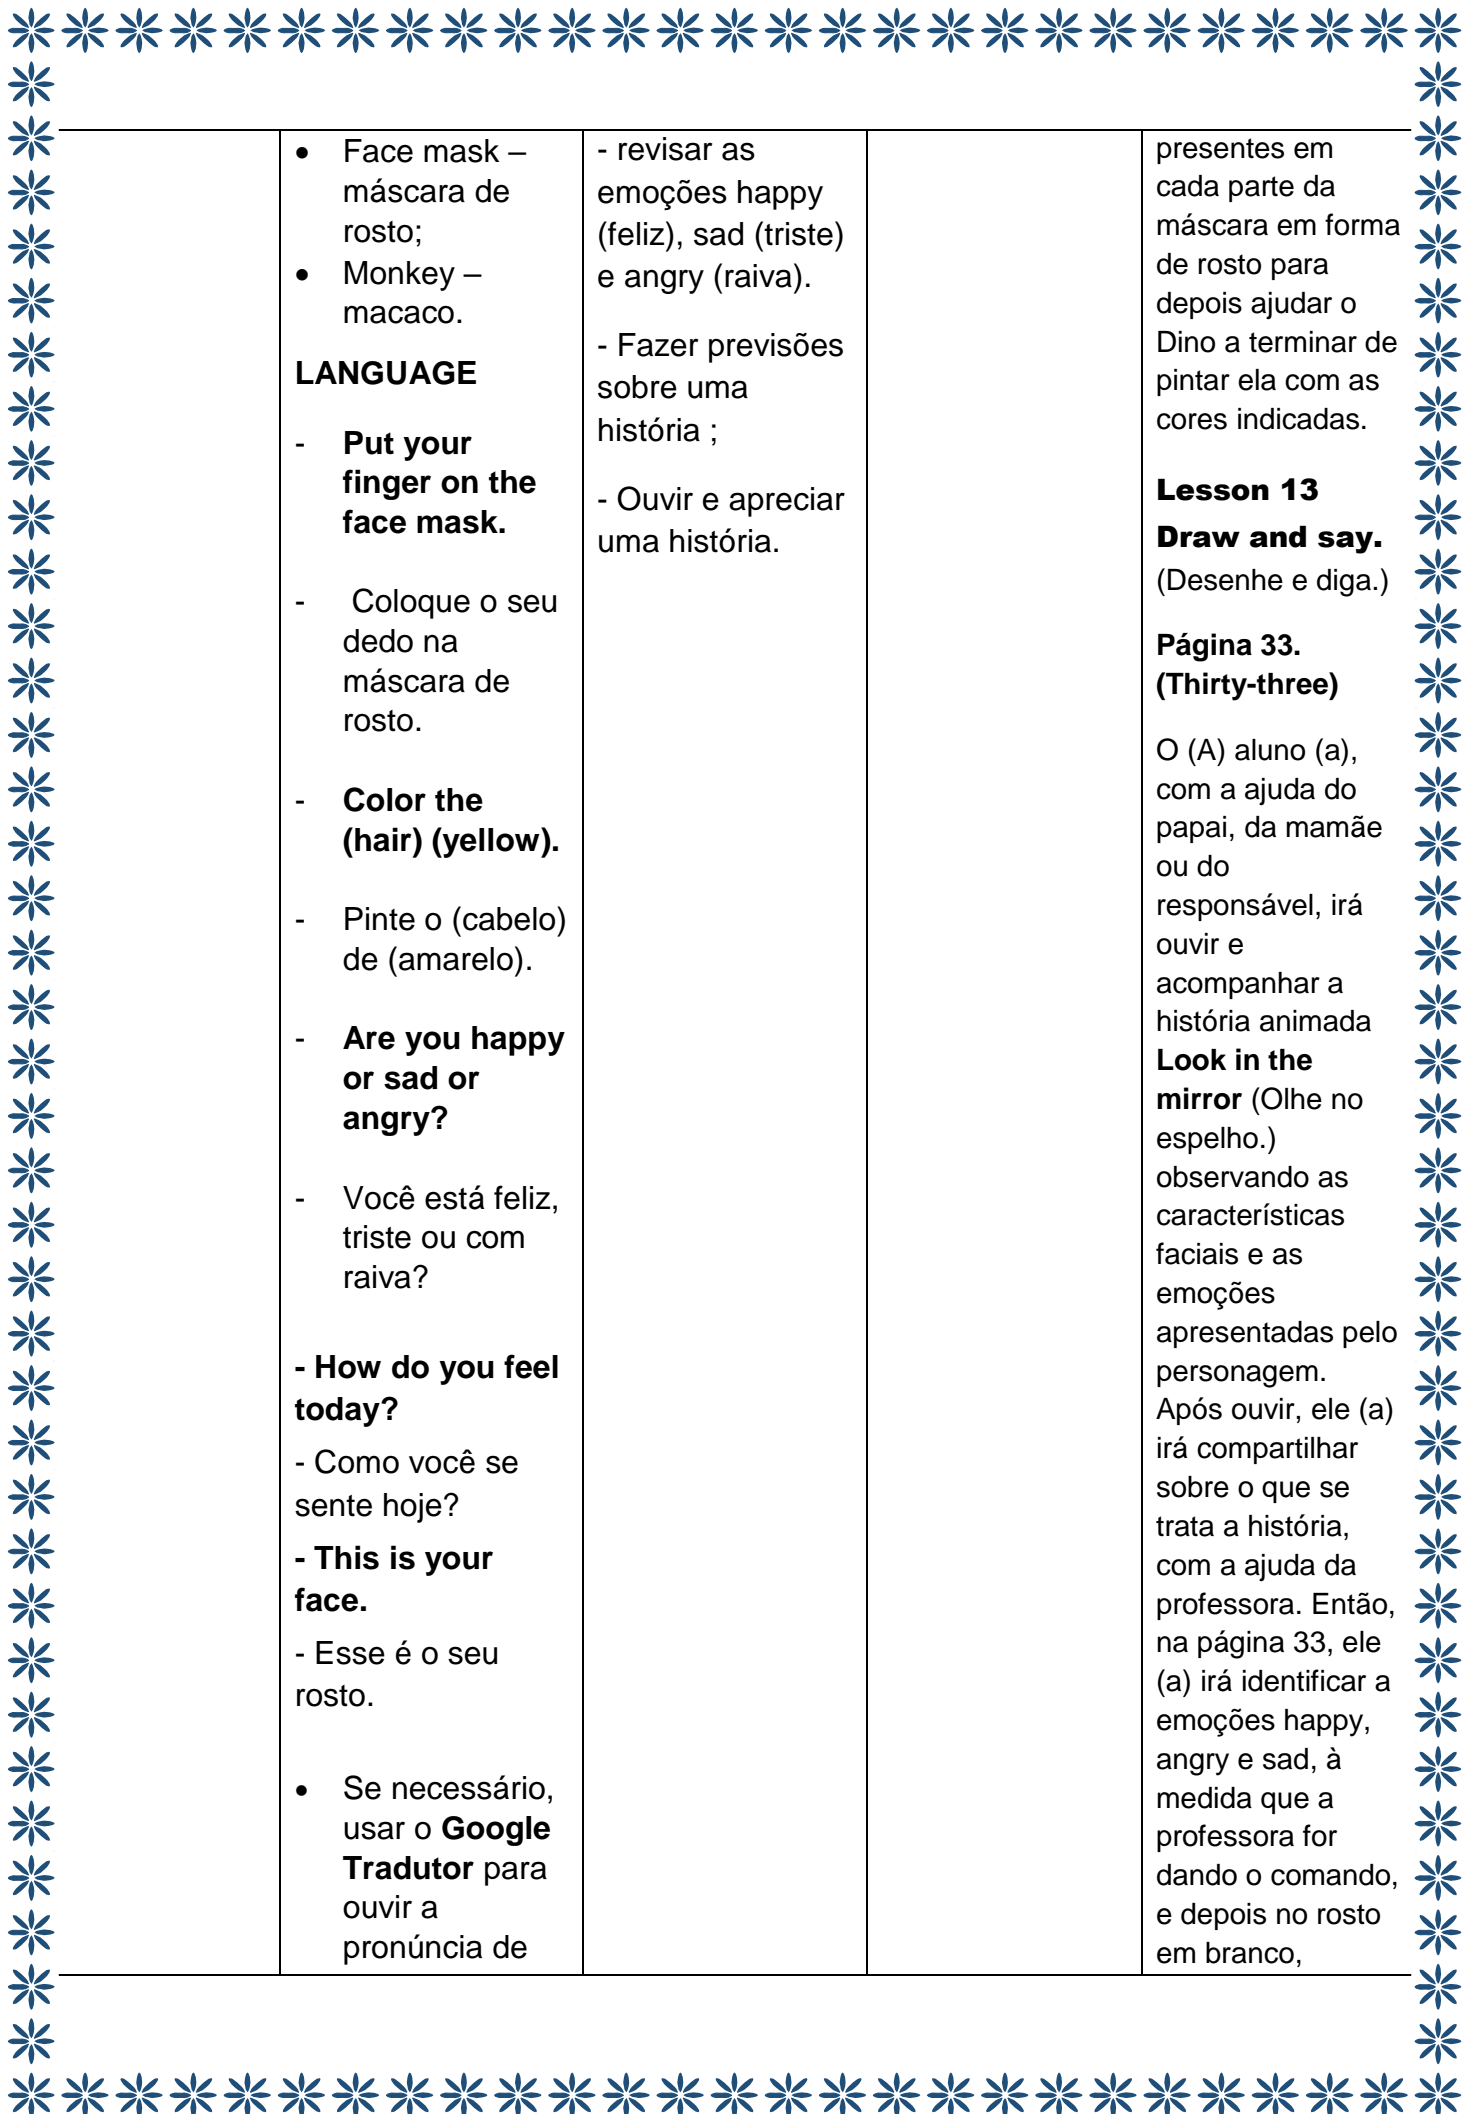 • Face mask –
máscara de
rosto;
• Monkey –
macaco.
LANGUAGE
- Put your
finger on the
face mask.
- Coloque o seu
dedo na
máscara de
rosto.
- Color the
(hair) (yellow).
- Pinte o (cabelo)
de (amarelo).
- Are you happy
or sad or
angry?
- Você está feliz,
triste ou com
raiva?
- How do you feel
today?
- Como você se
sente hoje?
- This is your
face.
- Esse é o seu
rosto.
• Se necessário,
usar o Google
Tradutor para
ouvir a
pronúncia de
- revisar as
emoções happy
(feliz), sad (triste)
e angry (raiva).
- Fazer previsões
sobre uma
história ;
- Ouvir e apreciar
uma história.
presentes em
cada parte da
máscara em forma
de rosto para
depois ajudar o
Dino a terminar de
pintar ela com as
cores indicadas.
Lesson 13
Draw and say.
(Desenhe e diga.)
Página 33.
(Thirty-three)
O (A) aluno (a),
com a ajuda do
papai, da mamãe
ou do
responsável, irá
ouvir e
acompanhar a
história animada
Look in the
mirror (Olhe no
espelho.)
observando as
características
faciais e as
emoções
apresentadas pelo
personagem.
Após ouvir, ele (a)
irá compartilhar
sobre o que se
trata a história,
com a ajuda da
professora. Então,
na página 33, ele
(a) irá identificar a
emoções happy,
angry e sad, à
medida que a
professora for
dando o comando,
e depois no rosto
em branco,